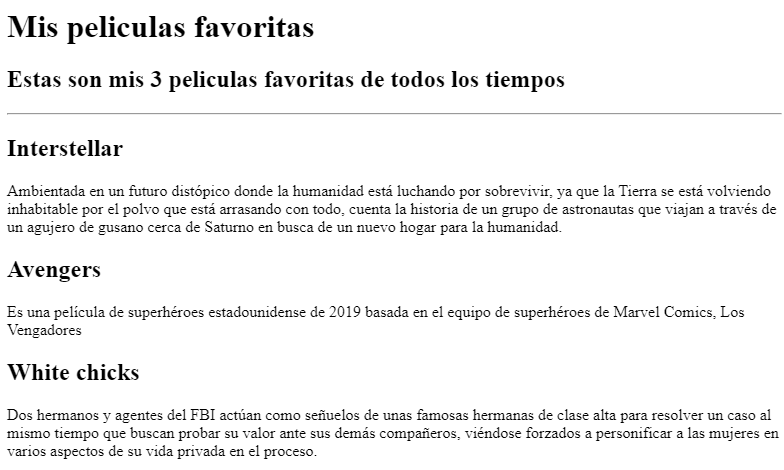 Mis peliculas favoritas
Estas son mis 3 peliculas favoritas de todos los tiempos
Interstellar
Ambientada en un futuro distópico donde la humanidad está luchando por sobrevivir, ya que la Tierra se está volviendo
inhabitable por el polvo que está arrasando con todo, cuenta la historia de un grupo de astronautas que viajan a través de
un agujero de gusano cerca de Saturno en busca de un nuevo hogar para la humanidad.
Avengers
Es una película de superhéroes estadounidense de 2019 basada en el equipo de superhéroes de Marvel Comics, Los
Vengadores
White chicks
Dos hermanos y agentes del FBI actúan como señuelos de unas famosas hermanas de clase alta para resolver un caso al
mismo tiempo que buscan probar su valor ante sus demás compañeros, viéndose forzados a personificar a las mujeres en
varios aspectos de su vida privada en el proceso.